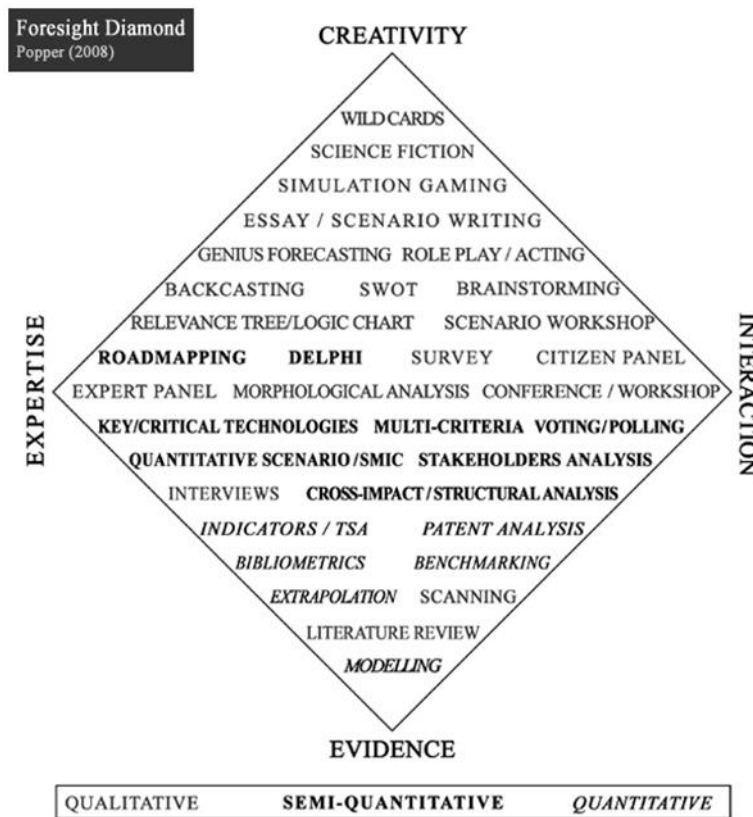 Foresight Diamond
Popper (2008)
CREATIVITY
WILD CARDS
SCIENCE FICTION
SIMULATION GAMING
ESSAY / SCENARIO WRITING
GENIUS FORECASTING ROLE PLAY / ACTING
BACKCASTING SWOT BRAINSTORMING
RELEVANCE TREE/LOGIC CHART SCENARIO WORKSHOP
ROADMAPPING DELPHI SURVEY CITIZEN PANEL
EXPERT PANEL MORPHOLOGICAL ANALYSIS CONFERENCE / WORKSHOP
KEY/CRITICAL TECHNOLOGIES MULTI-CRITERIA VOTING/POLLING
QUANTITATIVE SCENARIO/SMIC STAKEHOLDERS ANALYSIS
INTERVIEWS CROSS-IMPACT / STRUCTURAL ANALYSIS
INDICATORS / TSA PATENT ANALYSIS
BIBLIOMETRICS BENCHMARKING
EXTRAPOLATION SCANNING
LITERATURE REVIEW
MODELLING
EXPERTISE
INTERACTION
EVIDENCE
QUALITATIVE SEMI-QUANTITATIVE QUANTITATIVE